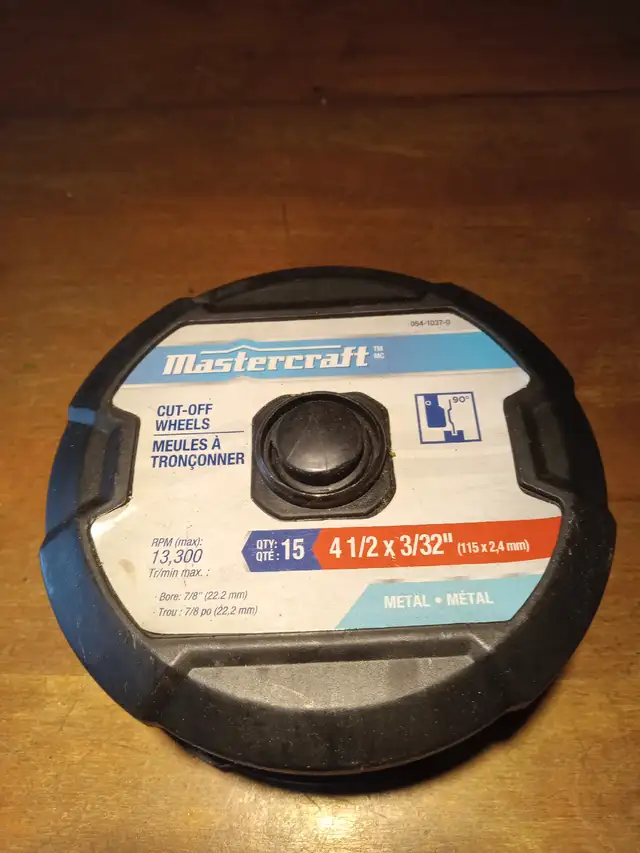 054-1037-0
Mastercraft TM MC
CUT-OFF
WHEELS
MEULES À
TRONÇONNER
90°
RPM (max):
13,300
Tr/min max. :
QTY:
QTÉ : 15
4 1/2 x 3/32" (115 x 2,4 mm)
· Bore: 7/8" (22.2 mm)
· Trou : 7/8 po (22,2 mm)
METAL • MÉTAL